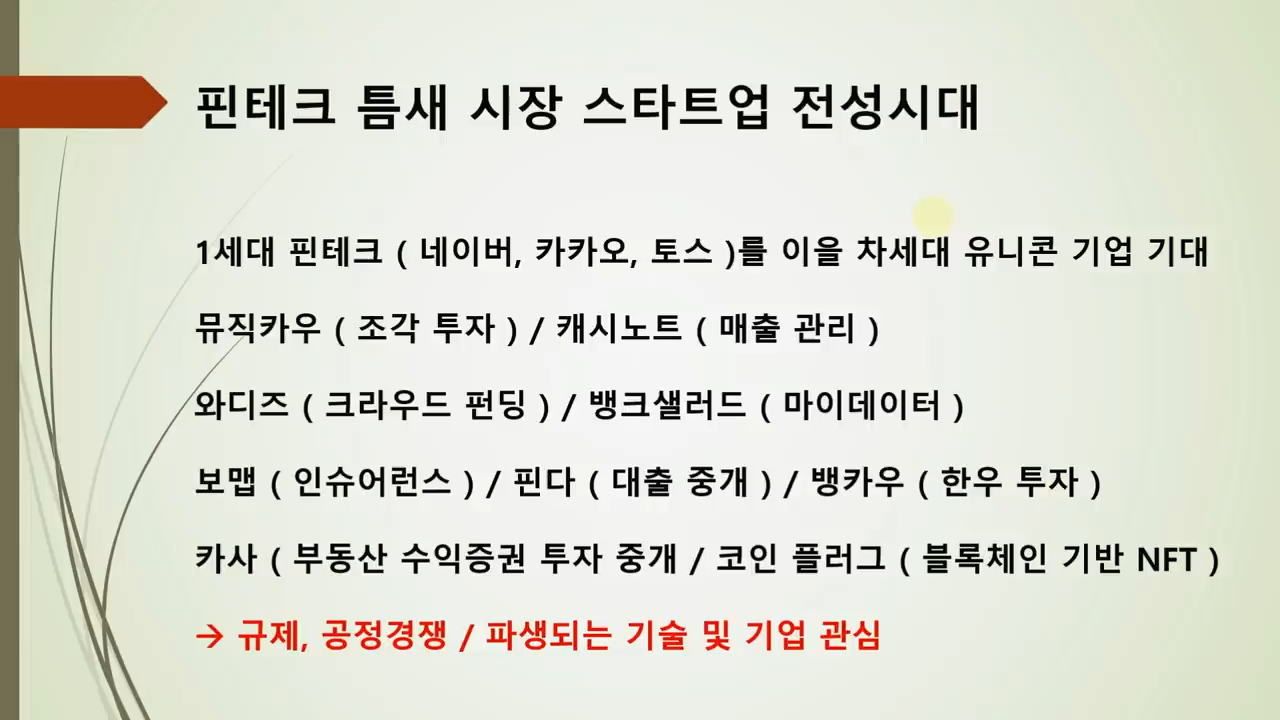 핀테크 틈새 시장 스타트업 전성시대
1세대 핀테크 ( 네이버, 카카오, 토스 )를 이을 차세대 유니콘 기업 기대
뮤직카우 ( 조각 투자 ) / 캐시노트 ( 매출 관리 )
와디즈 ( 크라우드 펀딩 ) / 뱅크샐러드 ( 마이데이터 )
보맵 ( 인슈어런스 ) / 핀다 ( 대출 중개 ) / 뱅카우 ( 한우 투자 )
카사 ( 부동산 수익증권 투자 중개 / 코인 플러그 ( 블록체인 기반 NFT )
→ 규제, 공정경쟁 / 파생되는 기술 및 기업 관심